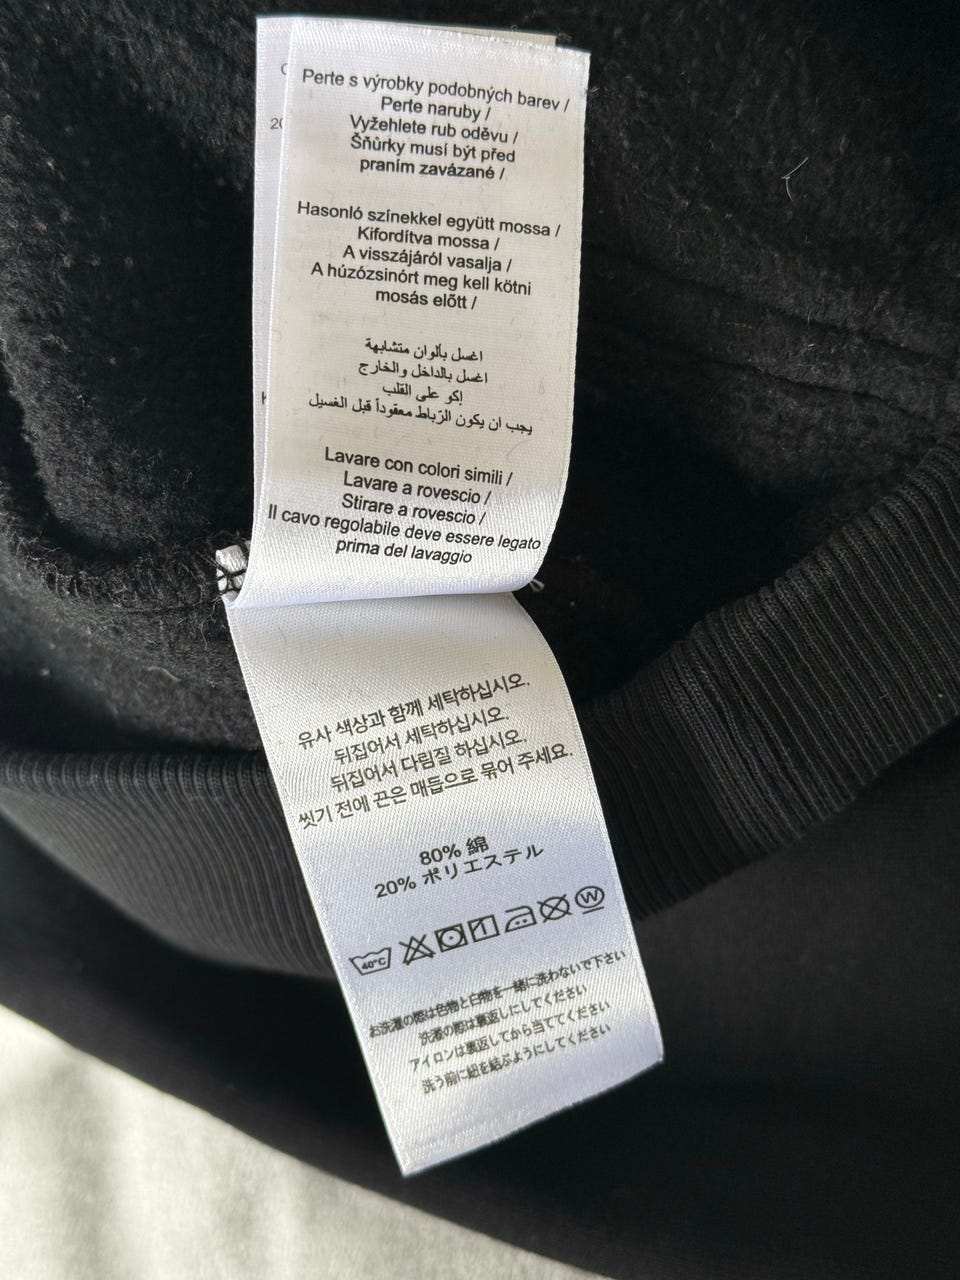 Perte s výrobky podobných barev /
Perte naruby /
Vyžehlete rub oděvu /
Šňůrky musí být před
praním zavázané /
Hasonló színekkel együtt mossa /
Kifordítva mossa /
A visszájáról vasalja /
A húzózsinórt meg kell kötni
mosás előtt /
اغسل بألوان متشابهة
اغسل بالداخل والخارج
إكو على القلب
يجب ان يكون الرّباط معقوداً قبل الغسيل
Lavare con colori simili /
Lavare a rovescio /
Stirare a rovescio /
Il cavo regolabile deve essere legato
prima del lavaggio
유사 색상과 함께 세탁하십시오.
뒤집어서 세탁하십시오.
뒤집어서 다림질 하십시오.
씻기 전에 끈은 매듭으로 묶어 주세요.
80% 綿
20% ポリエステル
40°C W
お洗濯の際は色物と白物を一緒に洗わないで下さい
洗濯の際は裏返しにしてください
アイロンは裏返してから当ててください
洗う前に紐を結ぶようにしてください